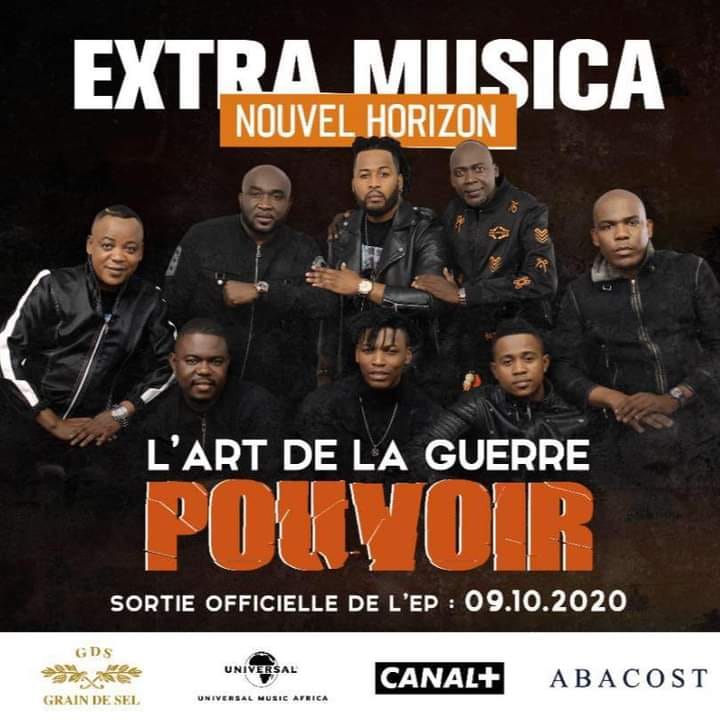 EXTRA MUSICA
NOUVEL HORIZON
L'ART DE LA GUERRE
POUVOIR
SORTIE OFFICIELLE DE L'EP : 09.10.2020
GDS
GRAIN DE SEL
UNIVERSAL
UNIVERSAL MUSIC AFRICA
CANAL+
ABACOST